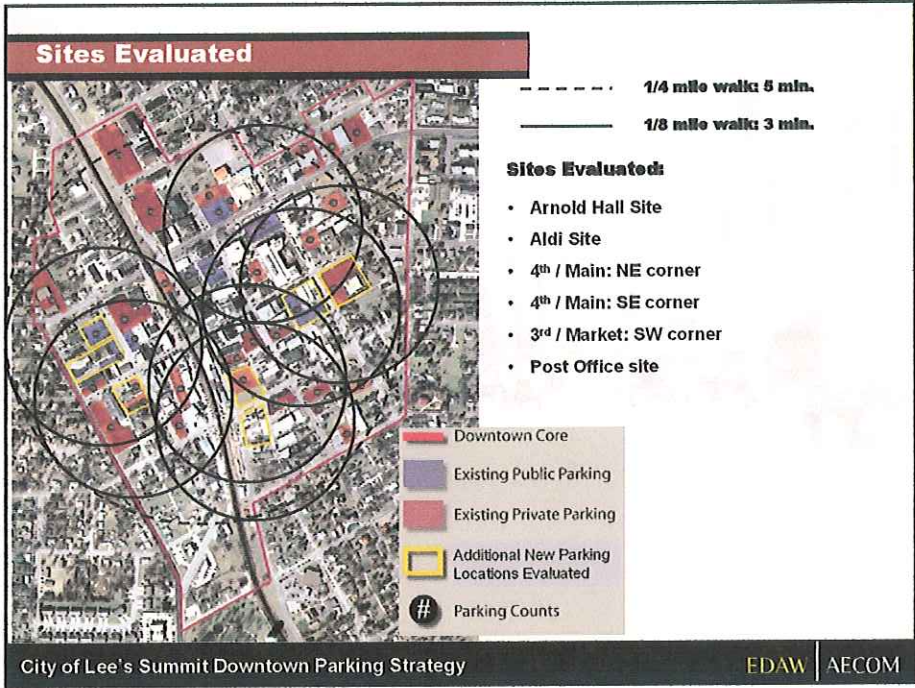 Sites Evaluated
1/4 mile walk: 5 min.
1/8 mile walk: 3 min.
Sites Evaluated:
• Arnold Hall Site
• Aldi Site
• 4th / Main: NE corner
• 4th / Main: SE corner
• 3rd / Market: SW corner
• Post Office site
Downtown Core
Existing Public Parking
Existing Private Parking
Additional New Parking
Locations Evaluated
# Parking Counts
City of Lee's Summit Downtown Parking Strategy
EDAW | AECOM